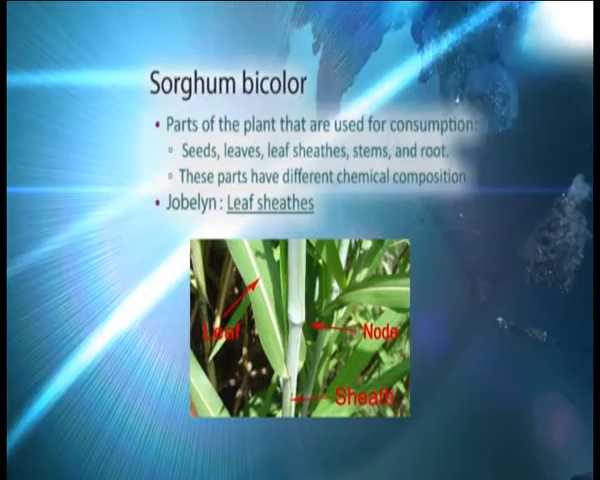 Sorghum bicolor
• Parts of the plant that are used for consumption:
▫ Seeds, leaves, leaf sheathes, stems, and root.
▫ These parts have different chemical composition
• Jobelyn : Leaf sheathes
Leaf
Node
Sheath